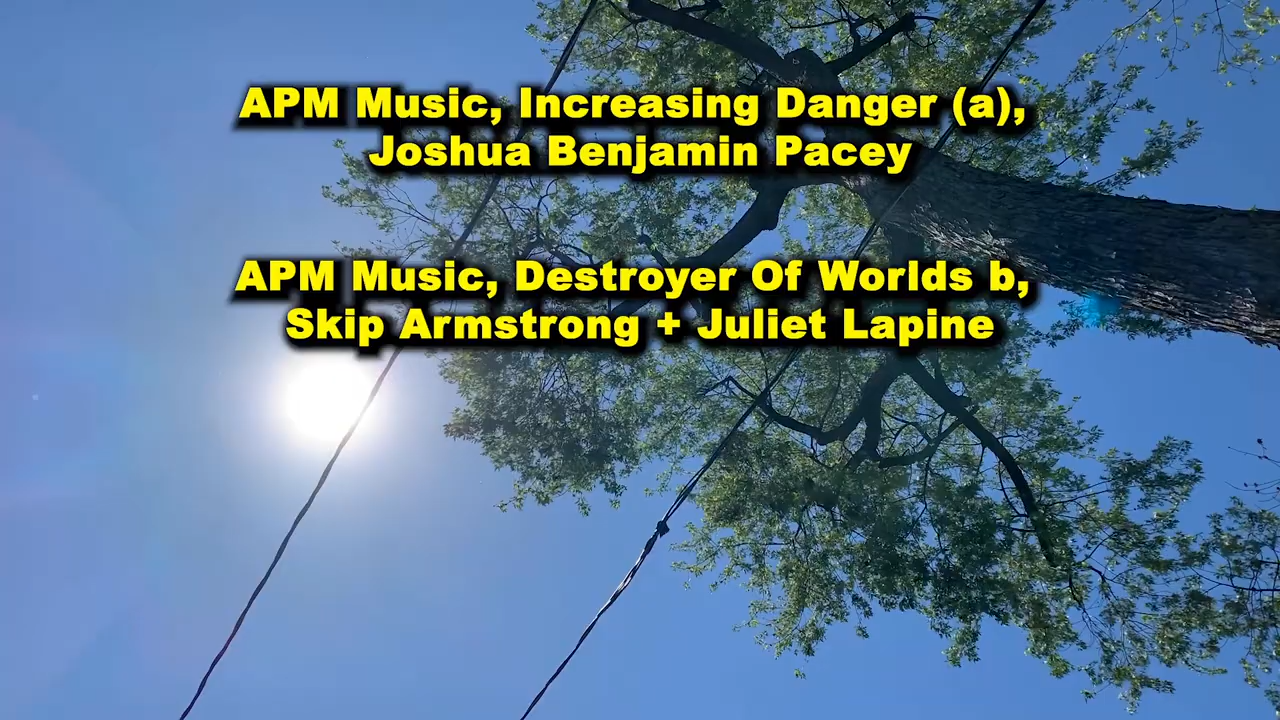 APM Music, Increasing Danger (a),
Joshua Benjamin Pacey
APM Music, Destroyer Of Worlds b,
Skip Armstrong + Juliet Lapine